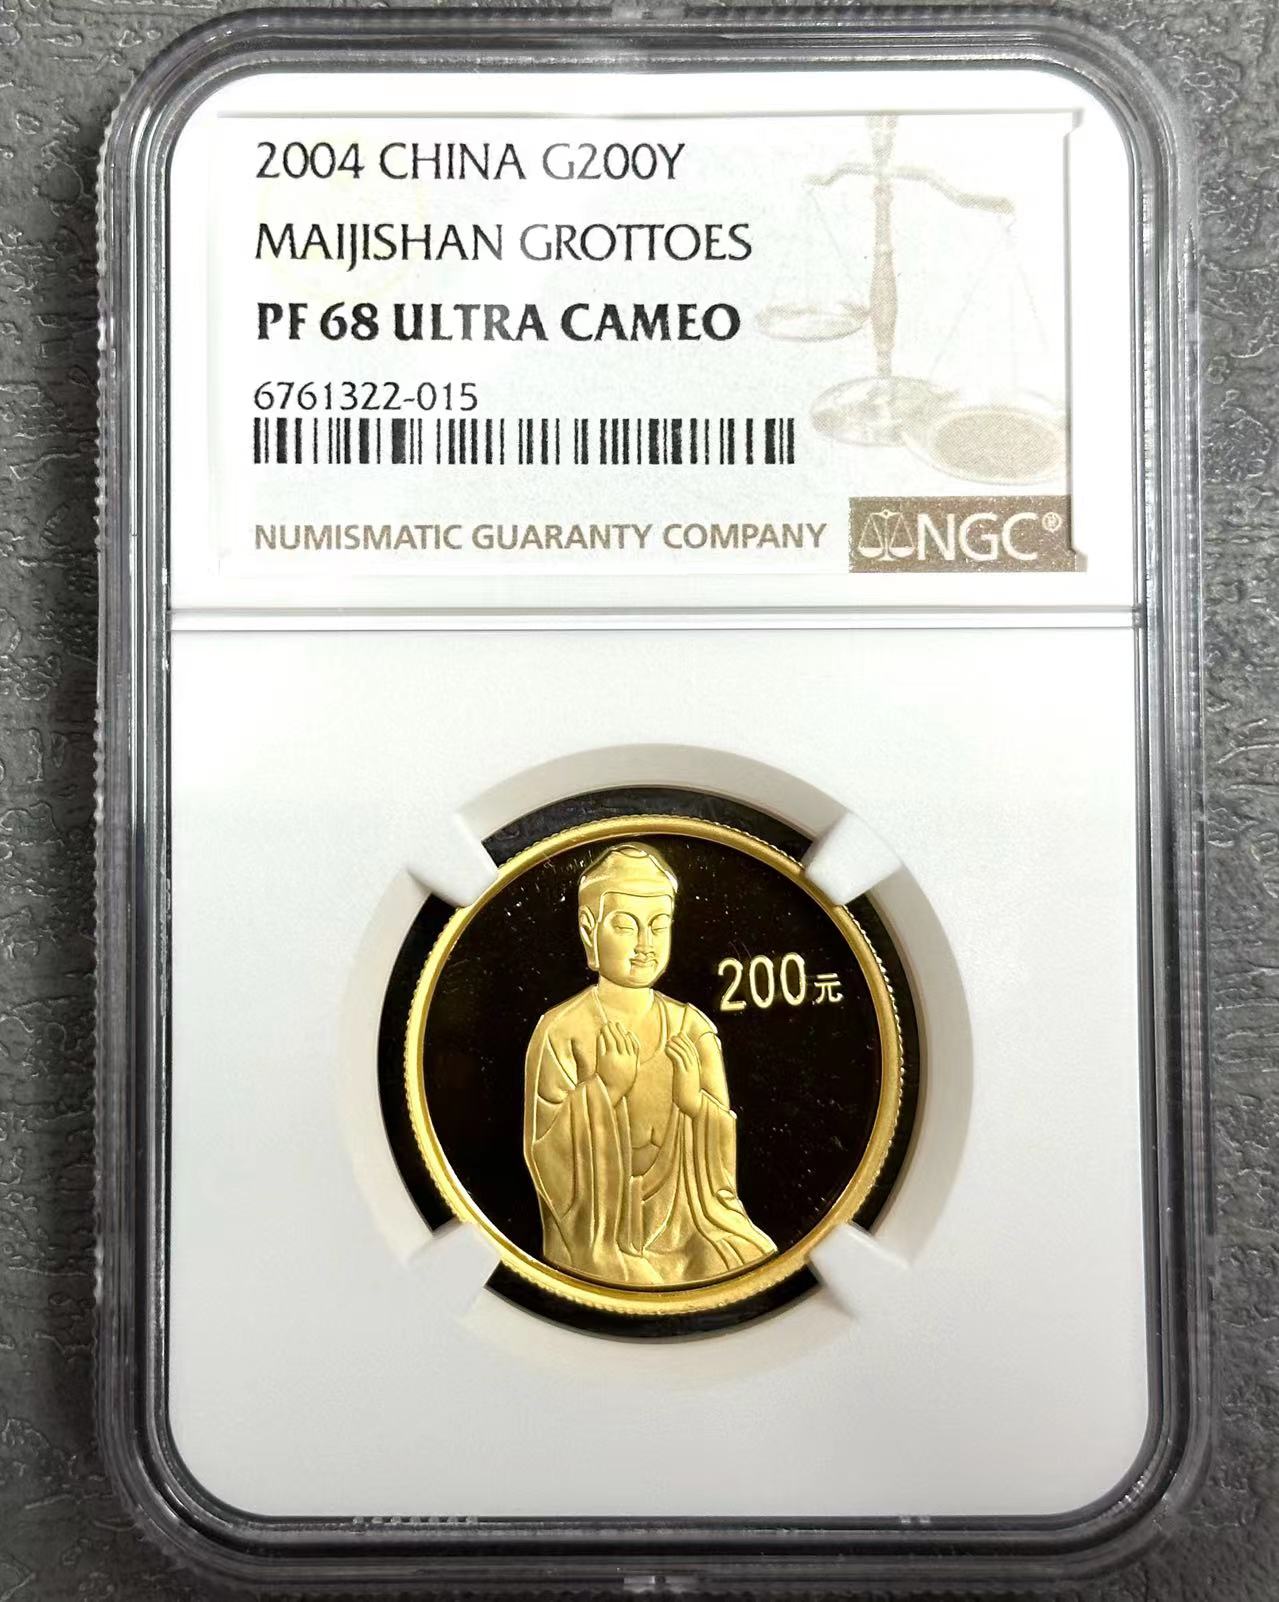 2004 CHINA G200Y
MAIJISHAN GROTTOES
PF 68 ULTRA CAMEO
6761322-015
NUMISMATIC GUARANTY COMPANY
NGC®
200元